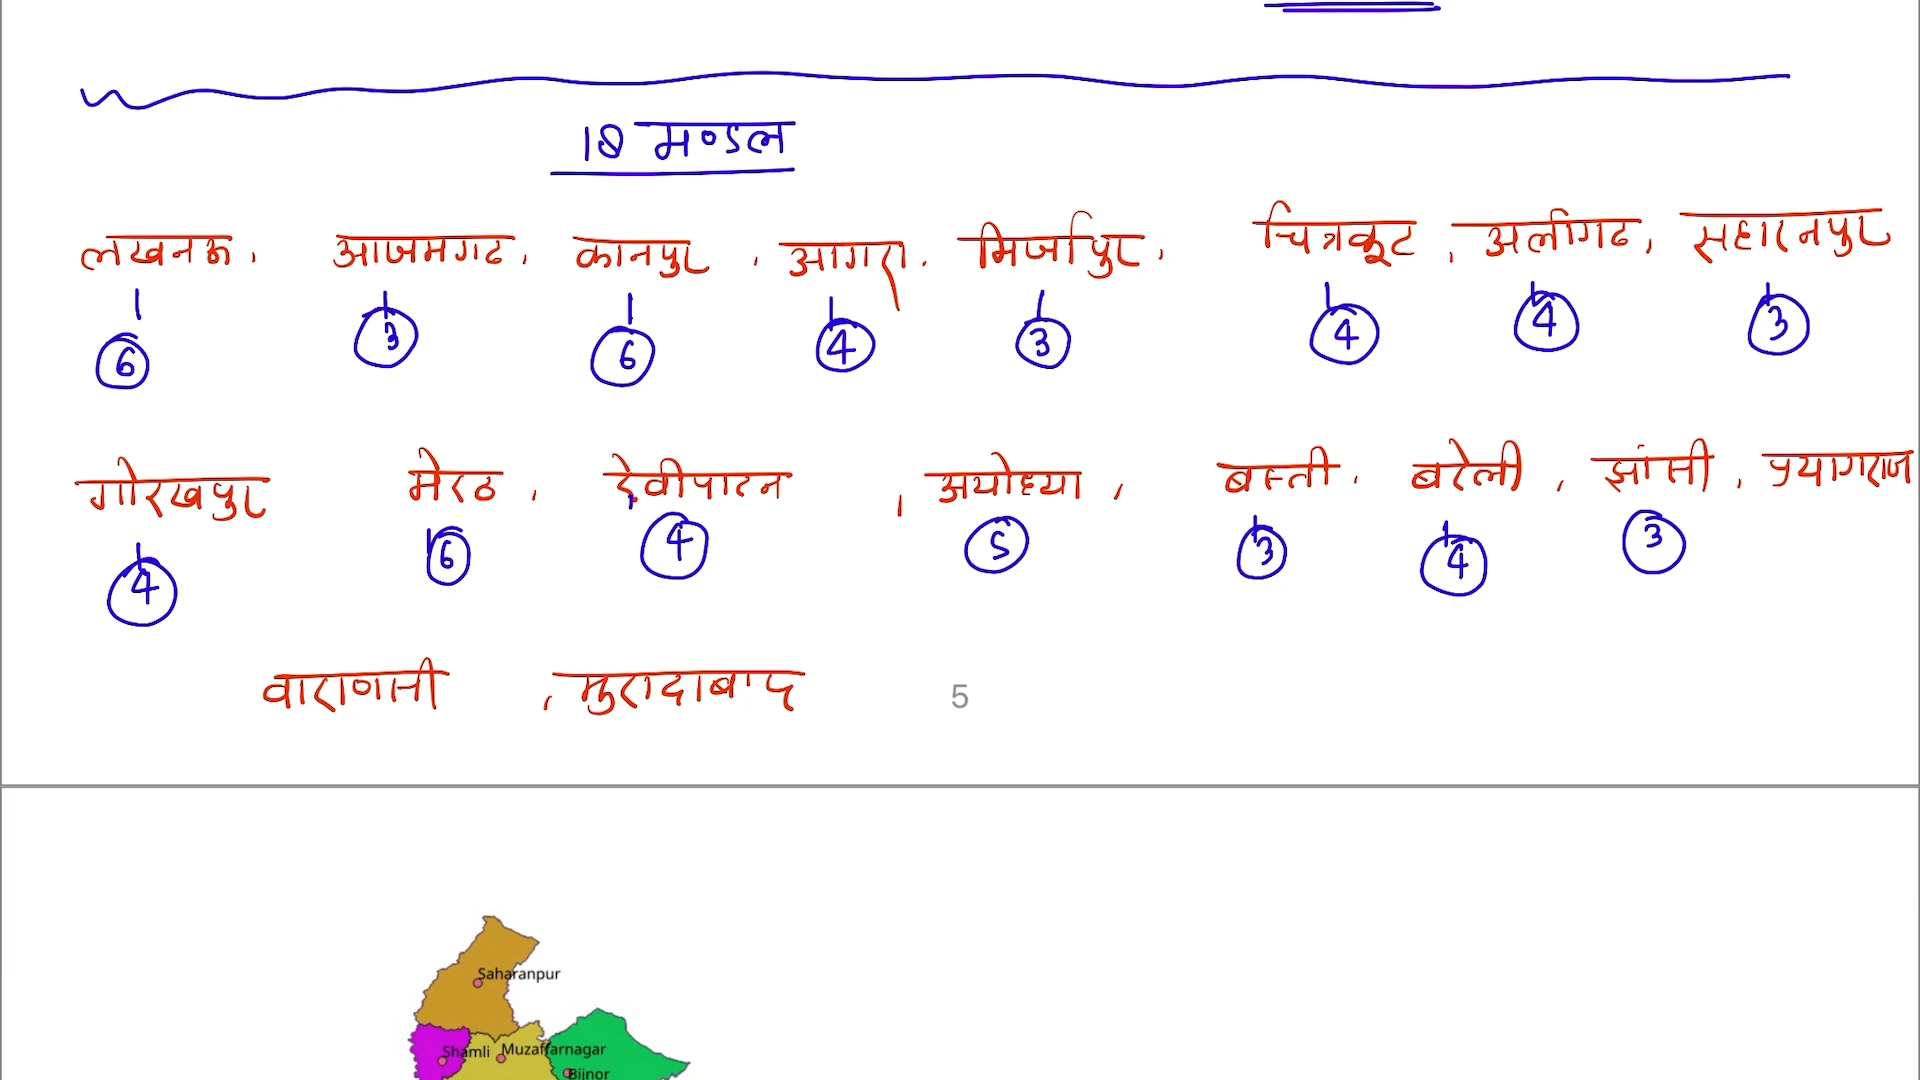 18 मण्डल
लखनऊ, आजमगढ, कानपुर, आगरा, मिर्जापुर, चित्रकूट, अलीगढ, सहारनपुर
6 3 6 4 3 4 4 3
गोरखपुर मेरठ, देवीपाटन, अयोध्या, बस्ती, बरेली, झांसी, प्रयागराज
4 6 4 5 3 4 3
वाराणसी, मुरादाबाद
5
Saharanpur
Shamli Muzaffarnagar
Bijnor